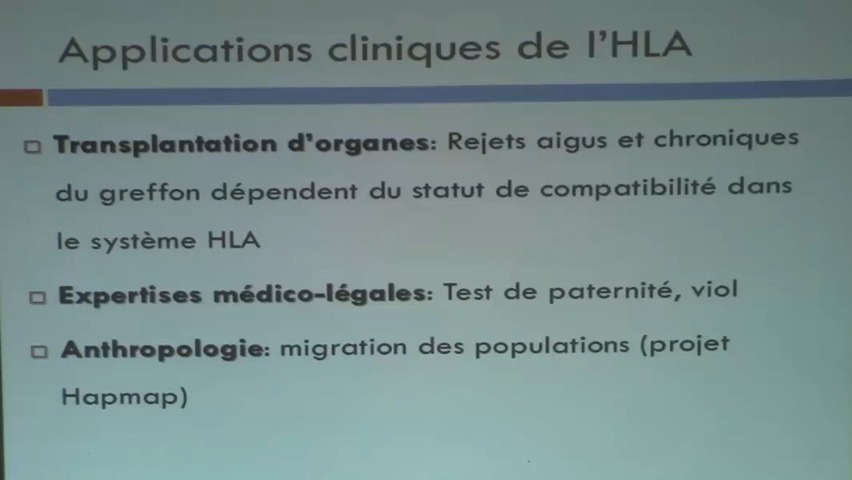 Applications cliniques de l'HLA
Transplantation d'organes: Rejets aigus et chroniques
du greffon dépendent du statut de compatibilité dans
le système HLA
Expertises médico-légales: Test de paternité, viol
Anthropologie: migration des populations (projet
Hapmap)